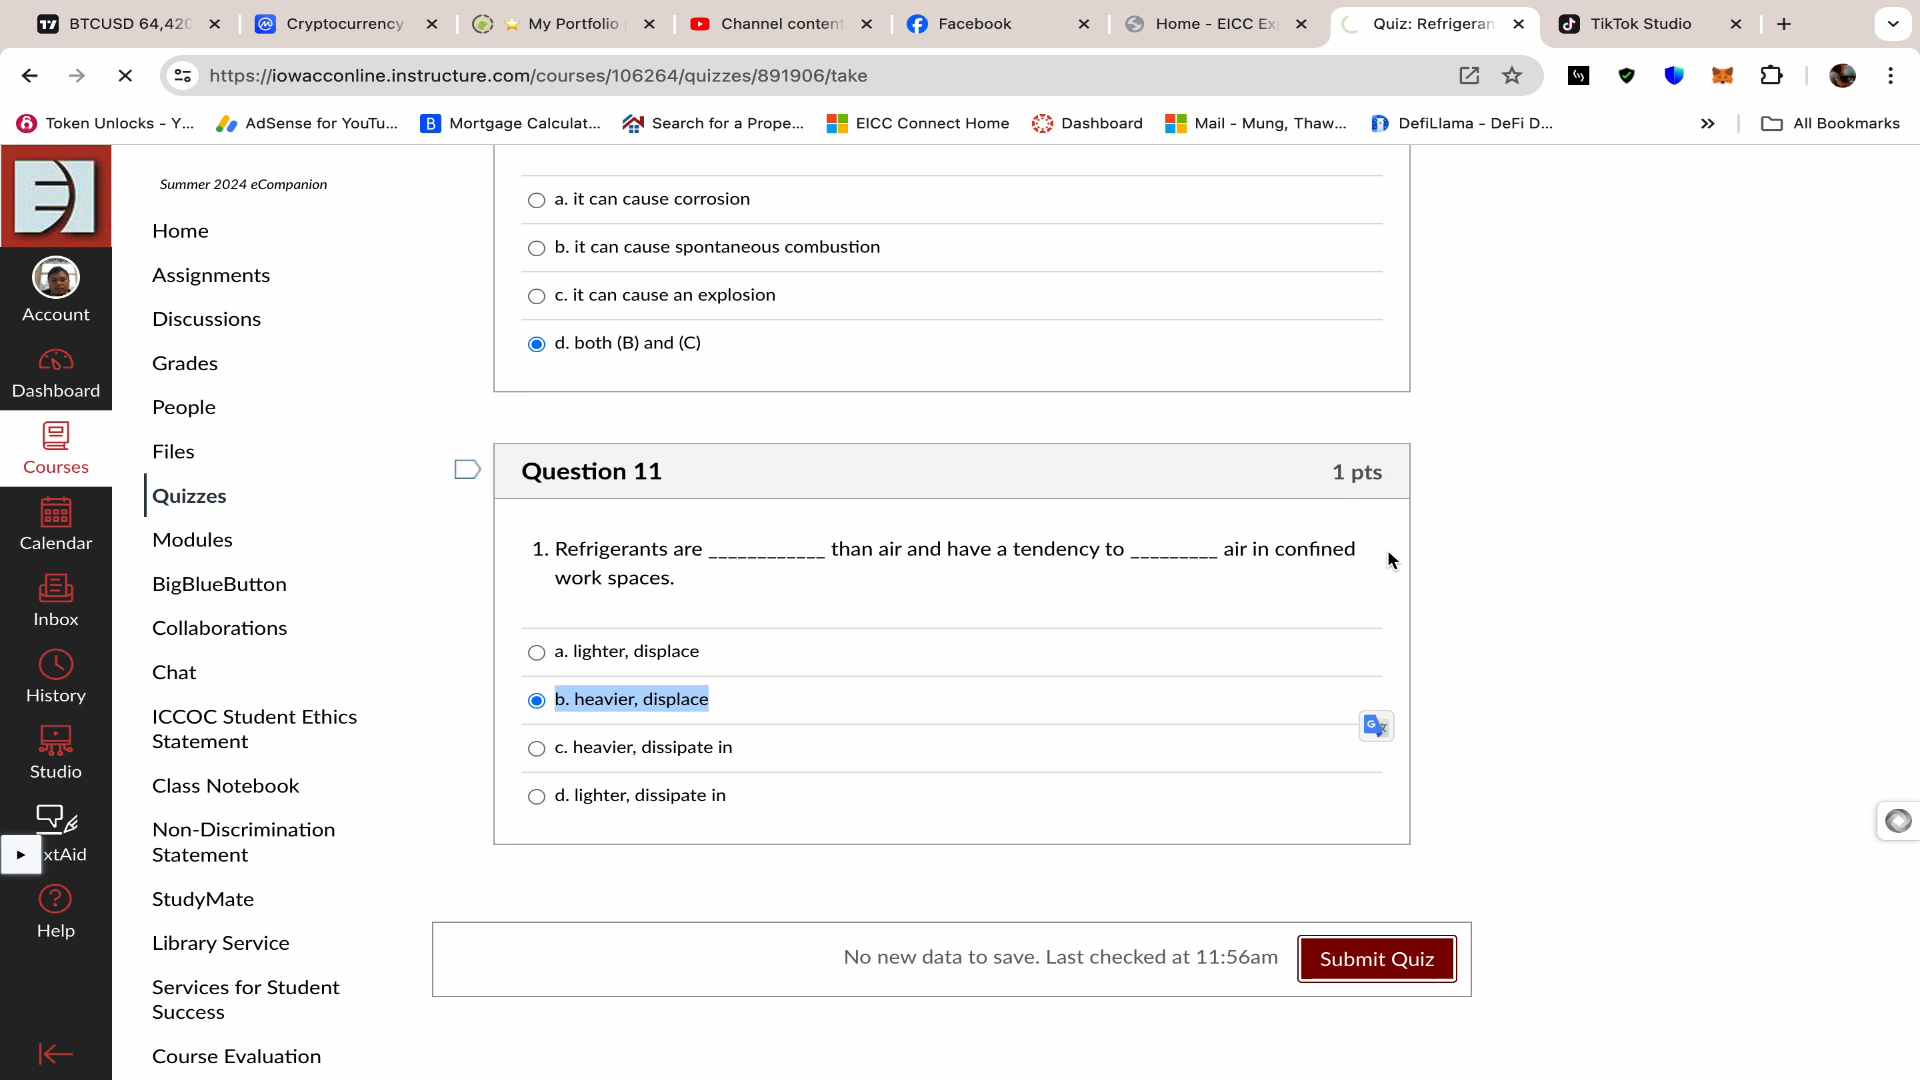 BTCUSD 64,420
Cryptocurrency
My Portfolio
Channel content
Facebook
Home - EICC Exp
Quiz: Refrigeran
TikTok Studio
https://iowacconline.instructure.com/courses/106264/quizzes/891906/take
Token Unlocks - Y...
AdSense for YouTu...
Mortgage Calculat...
Search for a Prope...
EICC Connect Home
Dashboard
Mail - Mung, Thaw...
DefiLlama - DeFi D...
All Bookmarks
Account
Dashboard
Courses
Calendar
Inbox
History
Studio
xtAid
Help
Summer 2024 eCompanion
Home
Assignments
Discussions
Grades
People
Files
Quizzes
Modules
BigBlueButton
Collaborations
Chat
ICCOC Student Ethics
Statement
Class Notebook
Non-Discrimination
Statement
StudyMate
Library Service
Services for Student
Success
Course Evaluation
a. it can cause corrosion
b. it can cause spontaneous combustion
c. it can cause an explosion
d. both (B) and (C)
Question 11
1 pts
1. Refrigerants are ____________ than air and have a tendency to _________ air in confined
work spaces.
a. lighter, displace
b. heavier, displace
c. heavier, dissipate in
d. lighter, dissipate in
No new data to save. Last checked at 11:56am
Submit Quiz